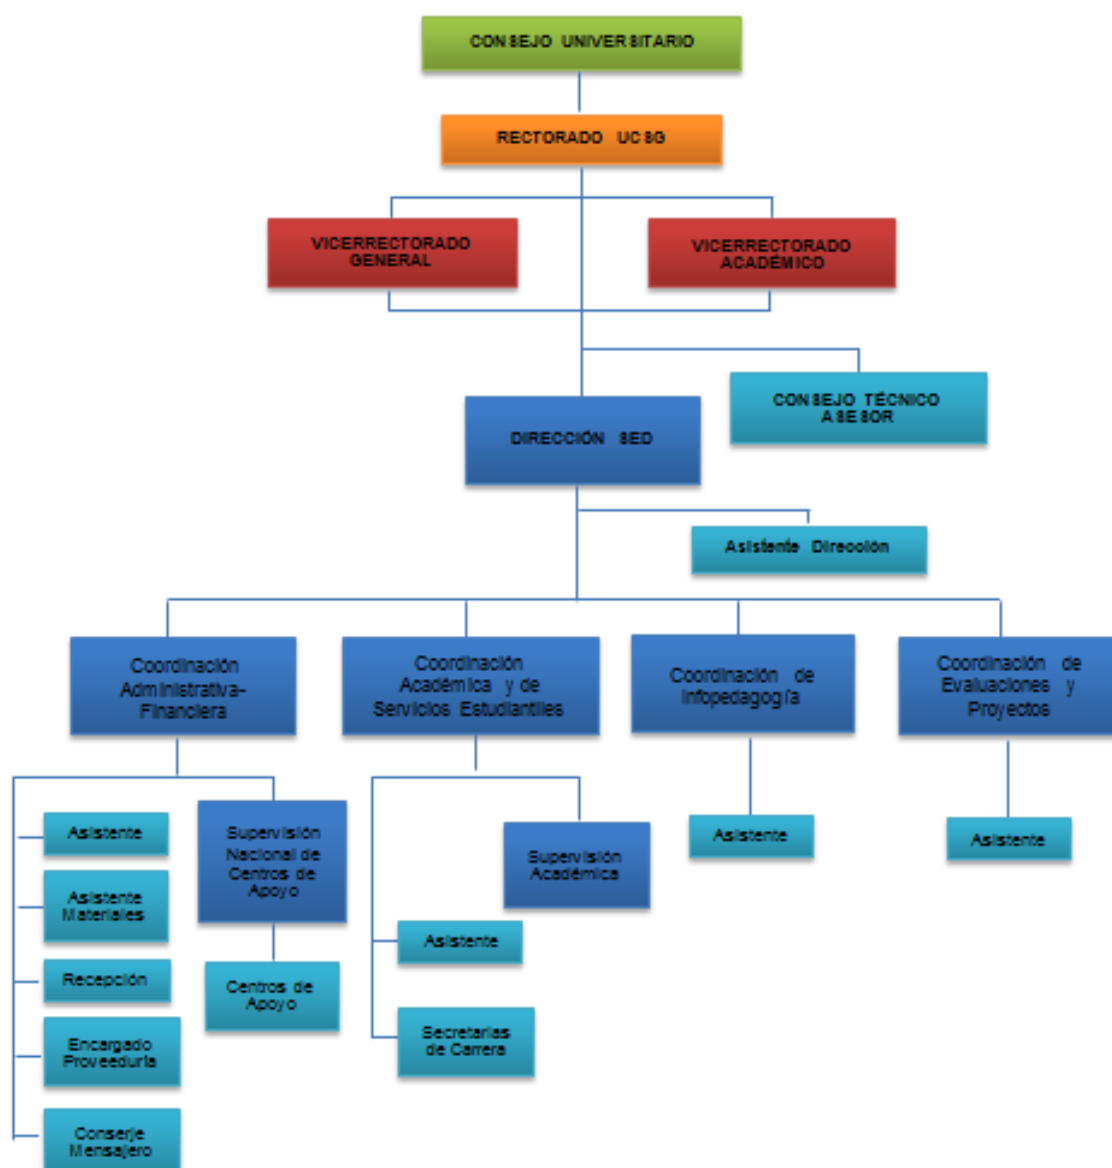 CONSEJO UNIVERSITARIO
RECTORADO UCSG
VICERRECTORADO
GENERAL
VICERRECTORADO
ACADÉMICO
CONSEJO TÉCNICO
ASESOR
DIRECCIÓN SED
Asistente Dirección
Coordinación
Administrativa-
Financiera
Coordinación
Académica y de
Servicios Estudiantiles
Coordinación de
Infopedagogía
Coordinación de
Evaluaciones y
Proyectos
Asistente
Asistente
Materiales
Recepción
Encargado
Proveeduría
Conserje
Mensajero
Supervisión
Nacional de
Centros de
Apoyo
Centros de
Apoyo
Supervisión
Académica
Asistente
Secretarias
de Carrera
Asistente
Asistente